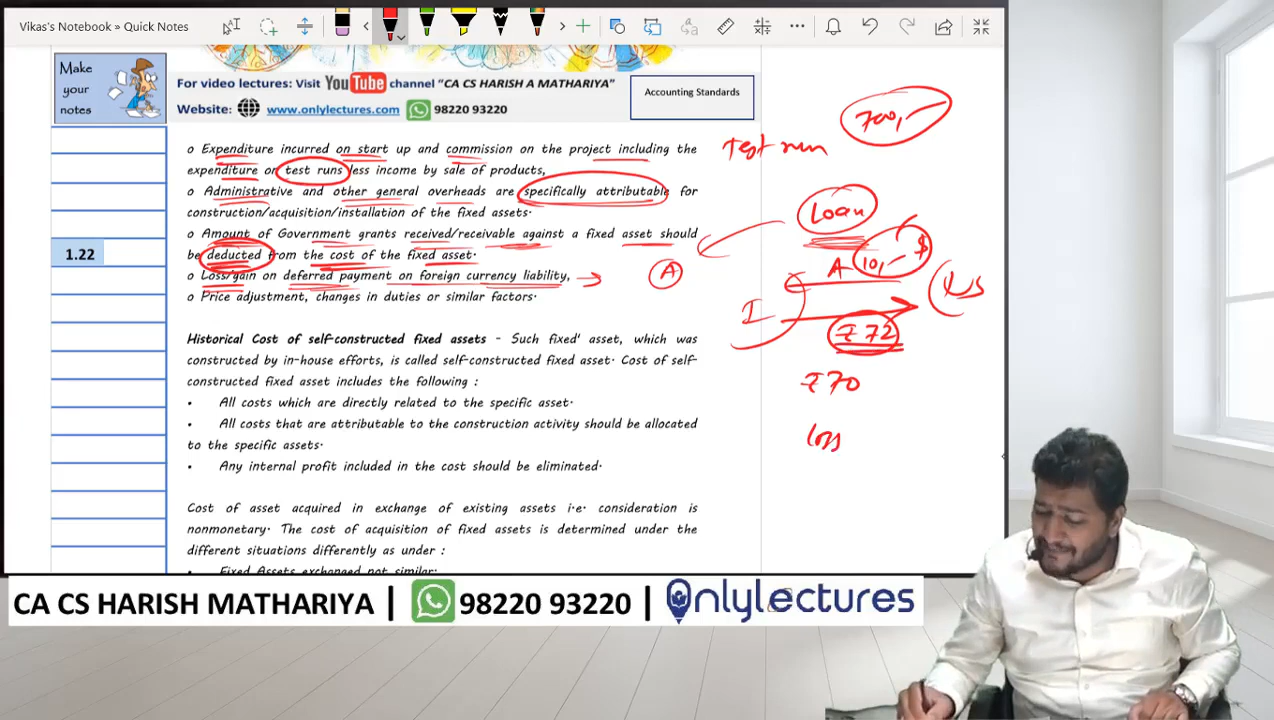 Vikas's Notebook » Quick Notes
Make
your
notes
For video lectures: Visit YouTube channel “CA CS HARISH A MATHARIYA”
Website: www.onlylectures.com 98220 93220
Accounting Standards
o Expenditure incurred on start up and commission on the project including the
expenditure on test runs less income by sale of products,
o Administrative and other general overheads are specifically attributable for
construction/acquisition/installation of the fixed assets.
o Amount of Government grants received/receivable against a fixed asset should
be deducted from the cost of the fixed asset.
o Loss/gain on deferred payment on foreign currency liability,
o Price adjustment, changes in duties or similar factors.
1.22
Historical Cost of self-constructed fixed assets - Such fixed' asset, which was
constructed by in-house efforts, is called self-constructed fixed asset. Cost of self-
constructed fixed asset includes the following :
• All costs which are directly related to the specific asset.
• All costs that are attributable to the construction activity should be allocated
to the specific assets.
• Any internal profit included in the cost should be eliminated.
Cost of asset acquired in exchange of existing assets i.e. consideration is
nonmonetary. The cost of acquisition of fixed assets is determined under the
different situations differently as under :
• Fixed Assets exchanged not similar:
700,-
Test run
Loan
A
A 10,- $
US
I
₹ 72
₹70
loss
CA CS HARISH MATHARIYA | 98220 93220 | Onlylectures